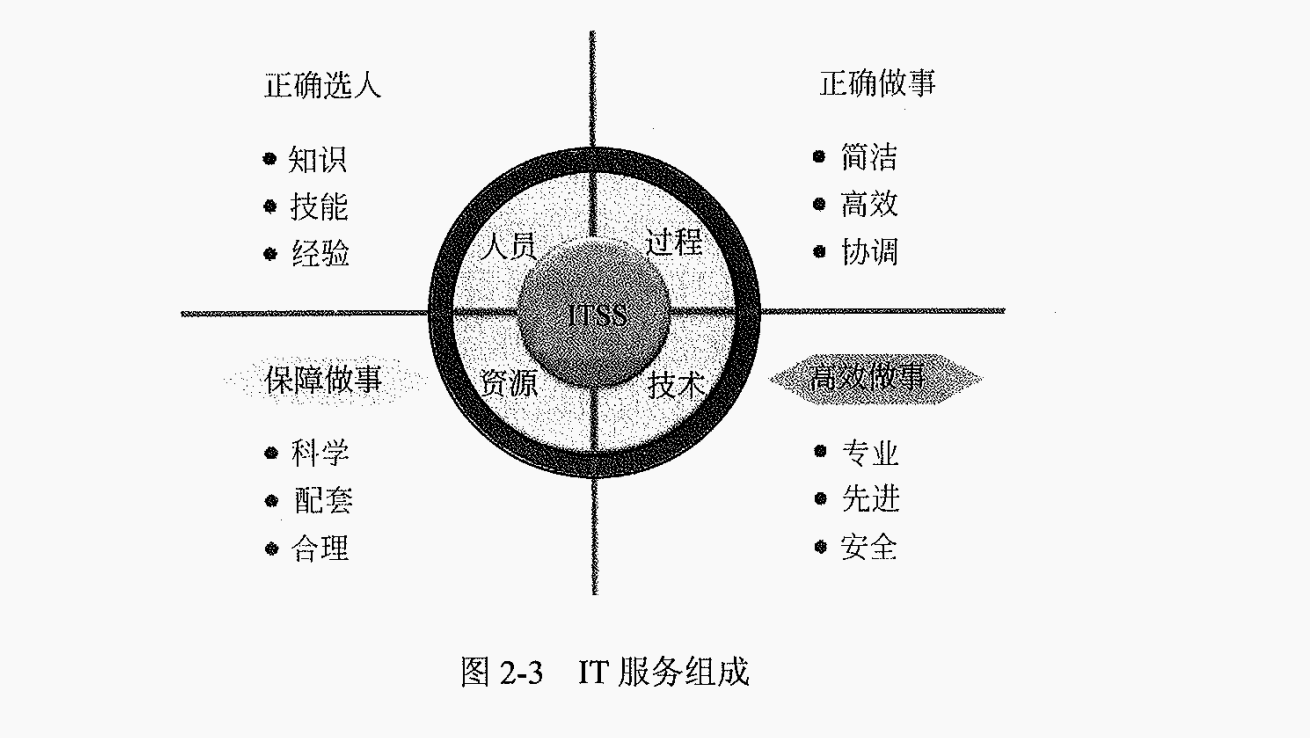 正确选人
● 知识
● 技能
● 经验
正确做事
● 简洁
● 高效
● 协调
人员
过程
ITSS
资源
技术
保障做事
● 科学
● 配套
● 合理
高效做事
● 专业
● 先进
● 安全
图 2-3 IT 服务组成